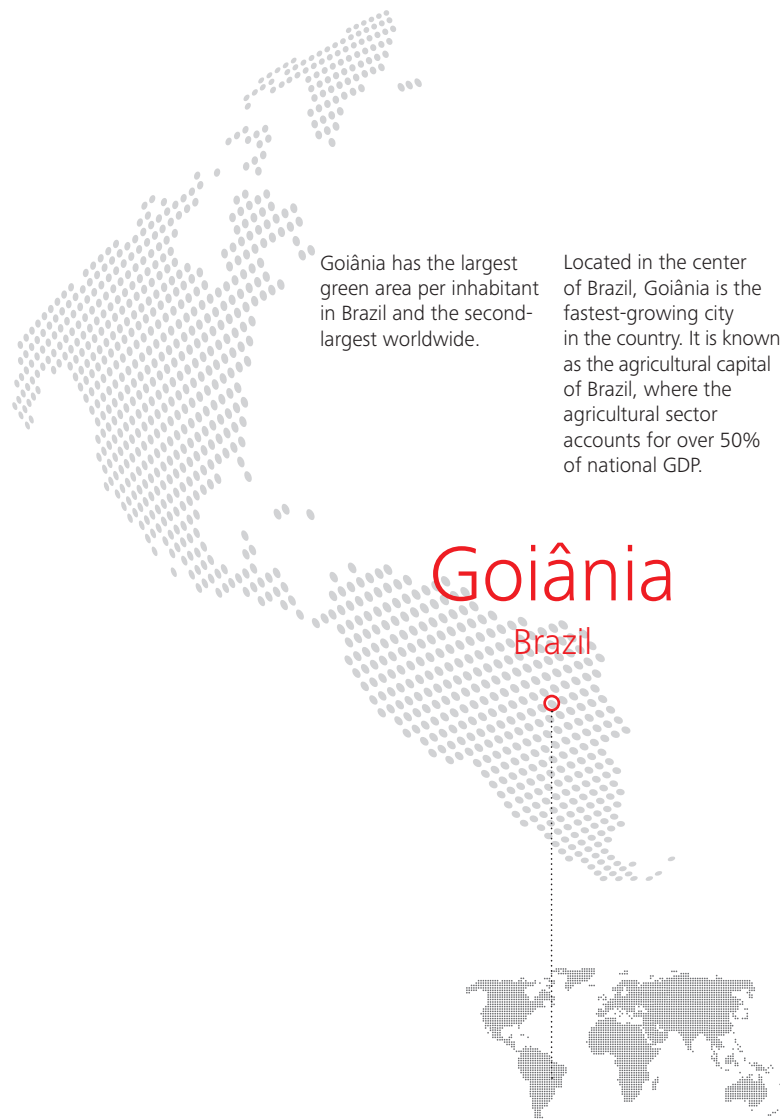 Goiânia has the largest
green area per inhabitant
in Brazil and the second-
largest worldwide.
Located in the center
of Brazil, Goiânia is the
fastest-growing city
in the country. It is known
as the agricultural capital
of Brazil, where the
agricultural sector
accounts for over 50%
of national GDP.
Goiânia
Brazil